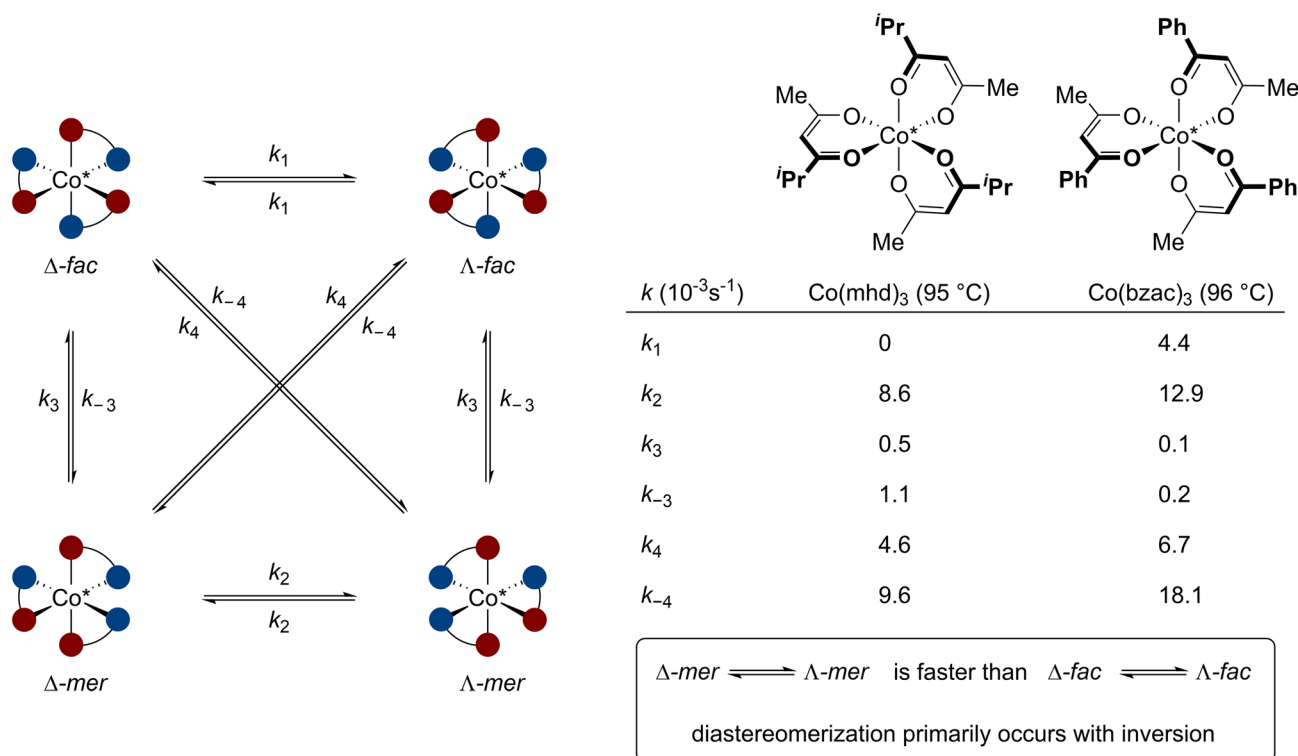 Co*
Δ-fac
k1
k1
Co*
Λ-fac
k−4
k4
k4
k−4
k3
k−3
k3
k−3
Co*
Δ-mer
k2
k2
Co*
Λ-mer
iPr
O
Me
O
Me
O
Co*
O
O
O
iPr
iPr
Me
Ph
O
Me
O
Me
O
Co*
O
O
O
Ph
Ph
Me
k (10-3s-1) Co(mhd)3 (95 °C) Co(bzac)3 (96 °C)
k1 0 4.4
k2 8.6 12.9
k3 0.5 0.1
k−3 1.1 0.2
k4 4.6 6.7
k−4 9.6 18.1
Δ-mer ⇌ Λ-mer is faster than Δ-fac ⇌ Λ-fac
diastereomerization primarily occurs with inversion